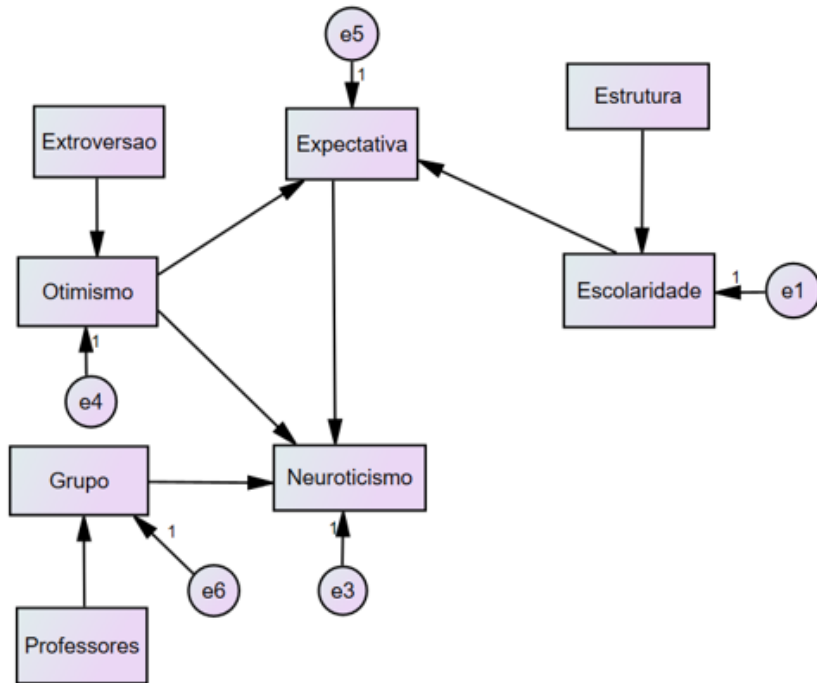 e5
1
Estrutura
Extroversao
Expectativa
Otimismo
Escolaridade
1
e1
1
e4
Grupo
Neuroticismo
1
1
e6
e3
Professores